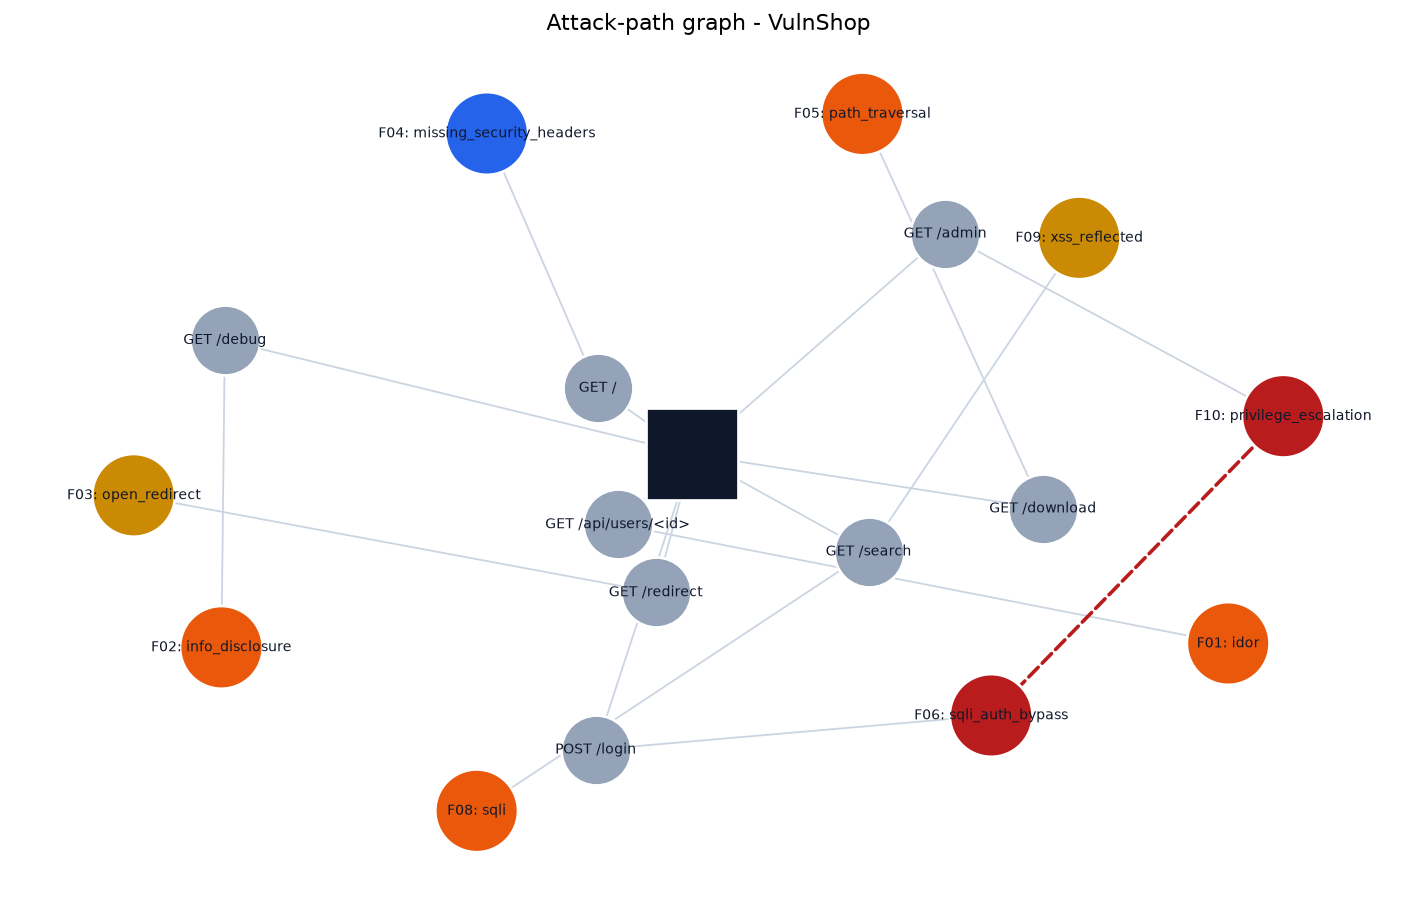 Attack-path graph - VulnShop
F05: path_traversal
F04: missing_security_headers
GET /admin
F09: xss_reflected
GET /debug
GET /
F10: privilege_escalation
F03: open_redirect
GET /download
GET /api/users/<id>
GET /search
GET /redirect
F01: idor
F02: info_disclosure
F06: sqli_auth_bypass
POST /login
F08: sqli